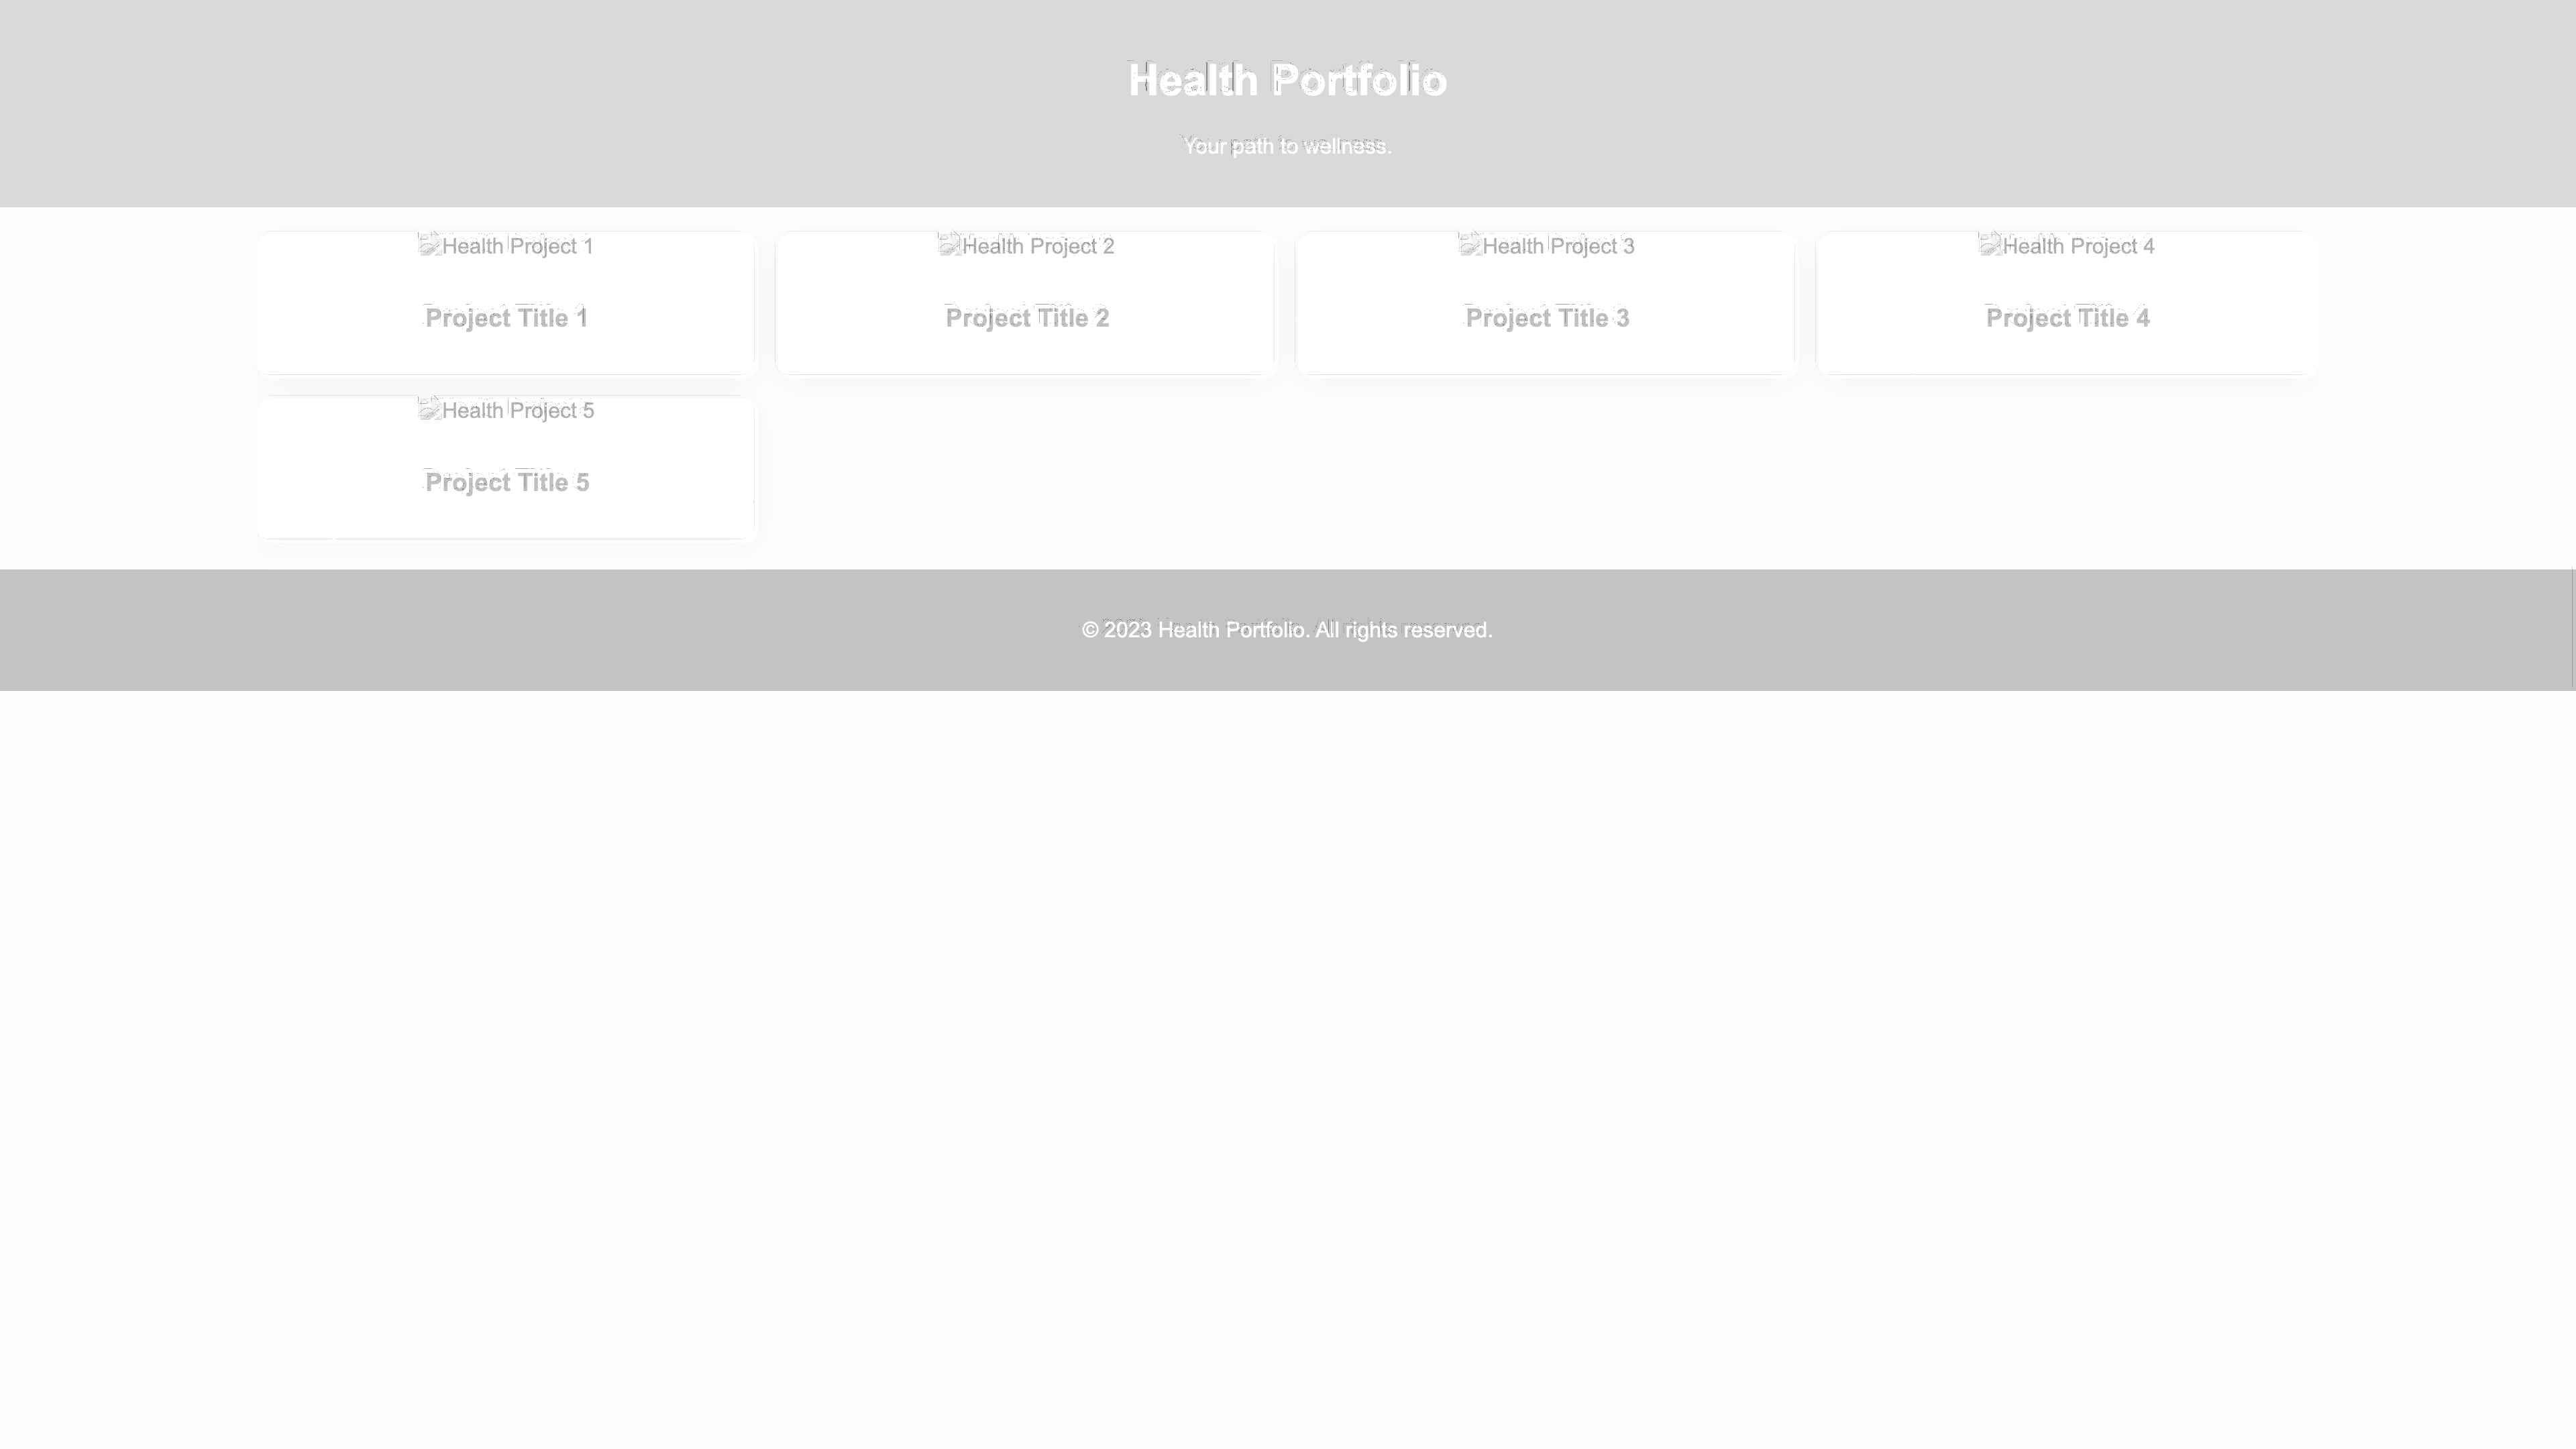 Health Portfolio
Your path to wellness.
Health Project 1
Project Title 1
Health Project 2
Project Title 2
Health Project 3
Project Title 3
Health Project 4
Project Title 4
Health Project 5
Project Title 5
© 2023 Health Portfolio. All rights reserved.